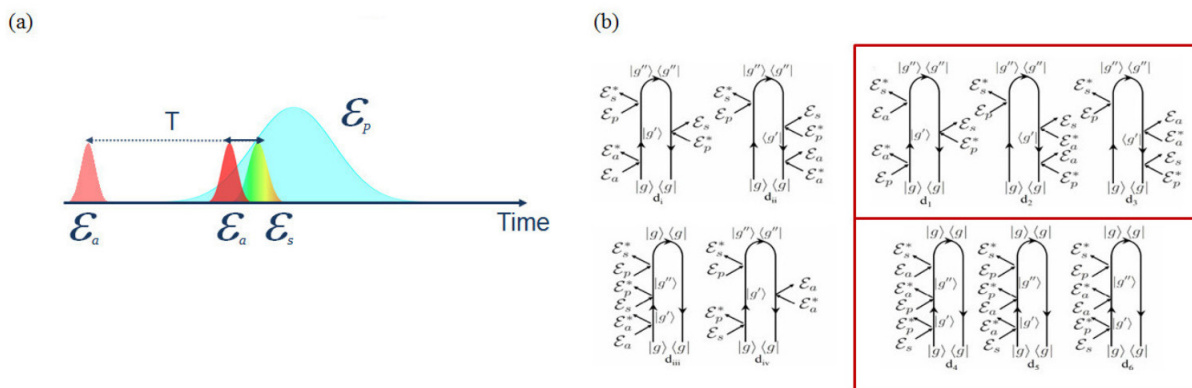 (a)
(b)
T
ℰₚ
ℰₐ
ℰₐ
ℰₛ
Time
|g″⟩ ⟨g″|
ℰₛ*
ℰₚ
ℰₐ*
ℰₐ
|g′⟩
ℰₛ
ℰₚ*
|g⟩ ⟨g|
dᵢ
|g″⟩ ⟨g″|
ℰₛ*
ℰₚ
⟨g′|
ℰₛ
ℰₚ*
ℰₐ
ℰₐ*
|g⟩ ⟨g|
dᵢᵢ
|g″⟩ ⟨g″|
ℰₛ*
ℰₐ
ℰₐ*
ℰₚ
|g′⟩
ℰₛ
ℰₚ*
|g⟩ ⟨g|
d₁
|g″⟩ ⟨g″|
ℰₛ*
ℰₚ
⟨g′|
ℰₛ
ℰₐ*
ℰₐ
ℰₚ*
|g⟩ ⟨g|
d₂
|g″⟩ ⟨g″|
ℰₛ*
ℰₚ
⟨g′|
ℰₐ
ℰₐ*
ℰₛ
ℰₚ*
|g⟩ ⟨g|
d₃
|g⟩ ⟨g|
ℰₛ*
ℰₚ
|g″⟩
ℰₚ*
ℰₛ
ℰₐ*
|g′⟩
ℰₐ
|g⟩ ⟨g|
dᵢᵢᵢ
|g″⟩ ⟨g″|
ℰₛ*
ℰₚ
|g′⟩
ℰₚ*
ℰₛ
ℰₐ
ℰₐ*
|g⟩ ⟨g|
dᵢᵥ
|g⟩ ⟨g|
ℰₛ*
ℰₐ
|g″⟩
ℰₐ*
ℰₚ
ℰₚ*
|g′⟩
ℰₛ
|g⟩ ⟨g|
d₄
|g⟩ ⟨g|
ℰₛ*
ℰₐ
|g″⟩
ℰₚ*
ℰₚ
ℰₐ*
|g′⟩
ℰₛ
|g⟩ ⟨g|
d₅
|g⟩ ⟨g|
ℰₛ*
ℰₚ
|g″⟩
ℰₐ*
ℰₐ
ℰₚ*
|g′⟩
ℰₛ
|g⟩ ⟨g|
d₆